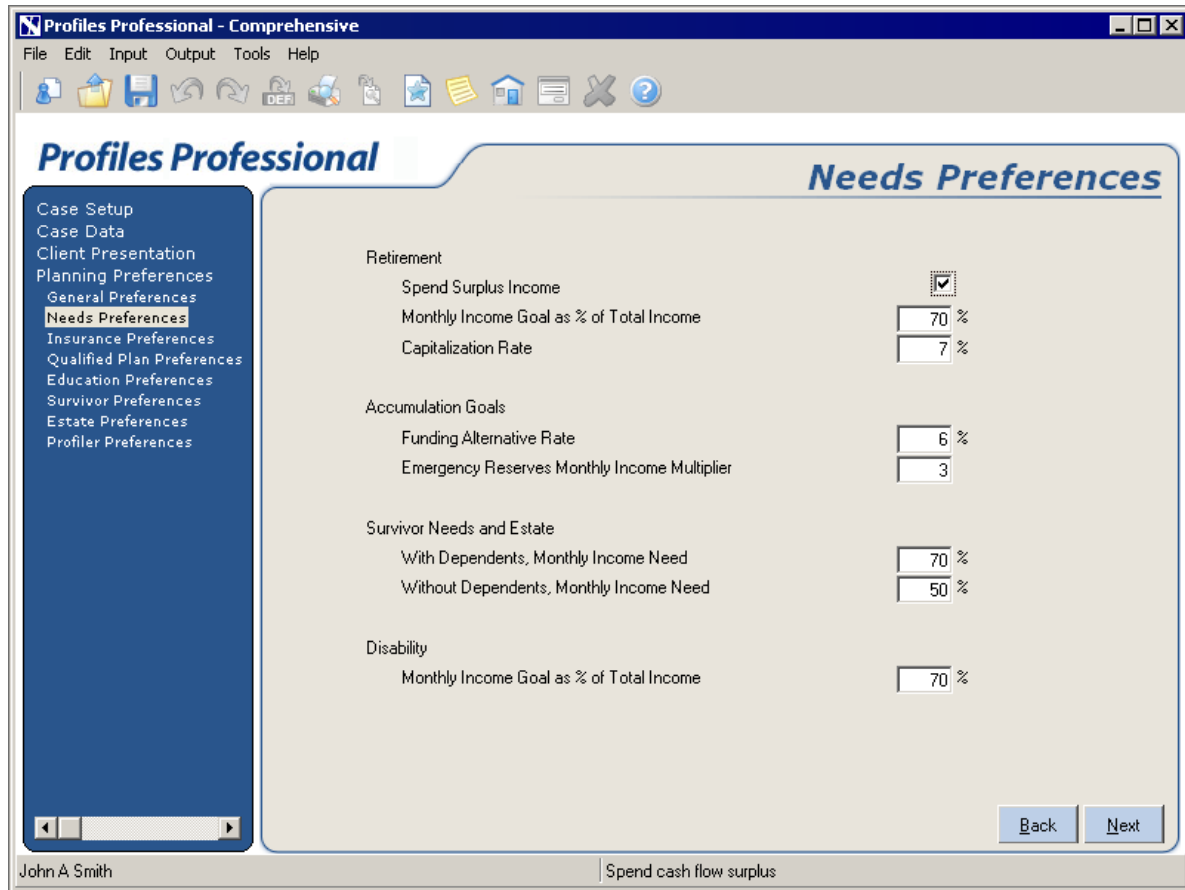 Profiles Professional - Comprehensive
File Edit Input Output Tools Help
DEF
Profiles Professional
Needs Preferences
Case Setup
Case Data
Client Presentation
Planning Preferences
General Preferences
Needs Preferences
Insurance Preferences
Qualified Plan Preferences
Education Preferences
Survivor Preferences
Estate Preferences
Profiler Preferences
Retirement
Spend Surplus Income
Monthly Income Goal as % of Total Income 70 %
Capitalization Rate 7 %
Accumulation Goals
Funding Alternative Rate 6 %
Emergency Reserves Monthly Income Multiplier 3
Survivor Needs and Estate
With Dependents, Monthly Income Need 70 %
Without Dependents, Monthly Income Need 50 %
Disability
Monthly Income Goal as % of Total Income 70 %
Back Next
John A Smith Spend cash flow surplus